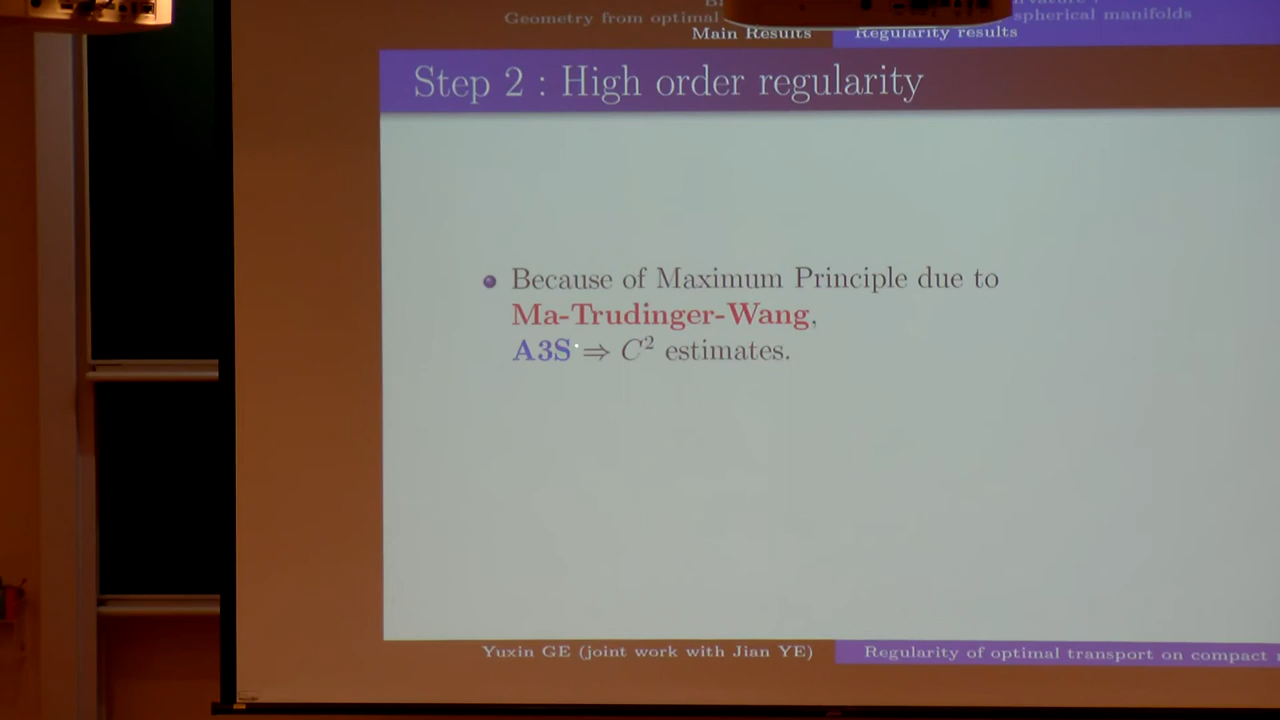 Geometry from optimal
spherical manifolds
Main Results
Regularity results
Step 2 : High order regularity
Because of Maximum Principle due to
Ma-Trudinger-Wang,
A3S ⇒ C² estimates.
Yuxin GE (joint work with Jian YE)
Regularity of optimal transport on compact